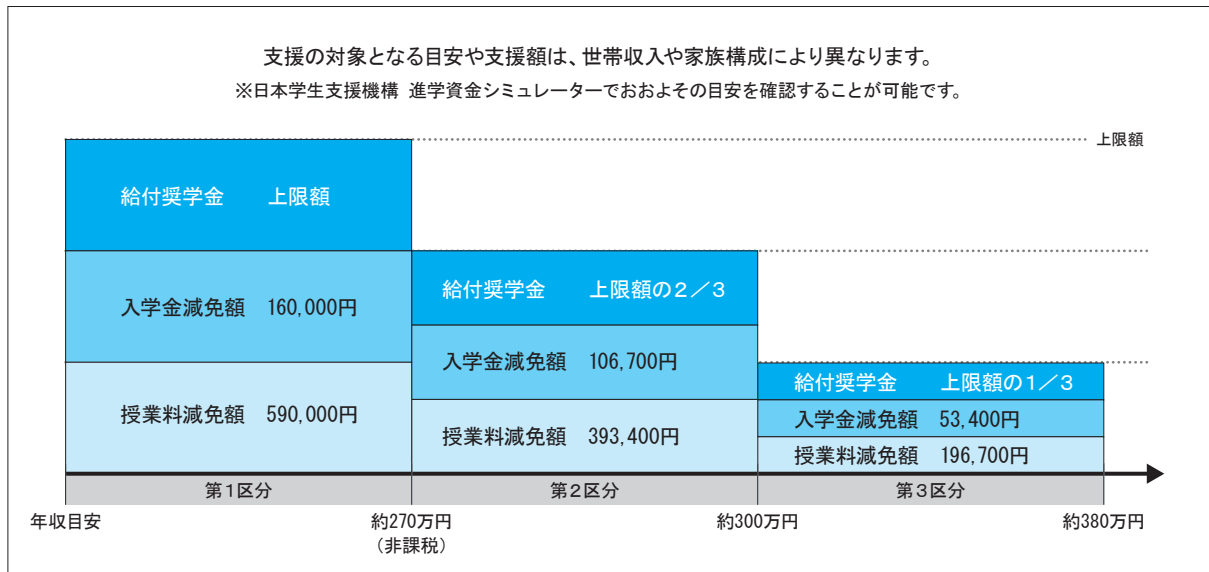 支援の対象となる目安や支援額は、世帯収入や家族構成により異なります。
※日本学生支援機構 進学資金シミュレーターでおおよその目安を確認することが可能です。
上限額
給付奨学金 上限額
入学金減免額 160,000円
授業料減免額 590,000円
給付奨学金 上限額の2／3
入学金減免額 106,700円
授業料減免額 393,400円
給付奨学金 上限額の1／3
入学金減免額 53,400円
授業料減免額 196,700円
第1区分 第2区分 第3区分
年収目安 約270万円 約300万円 約380万円
（非課税）